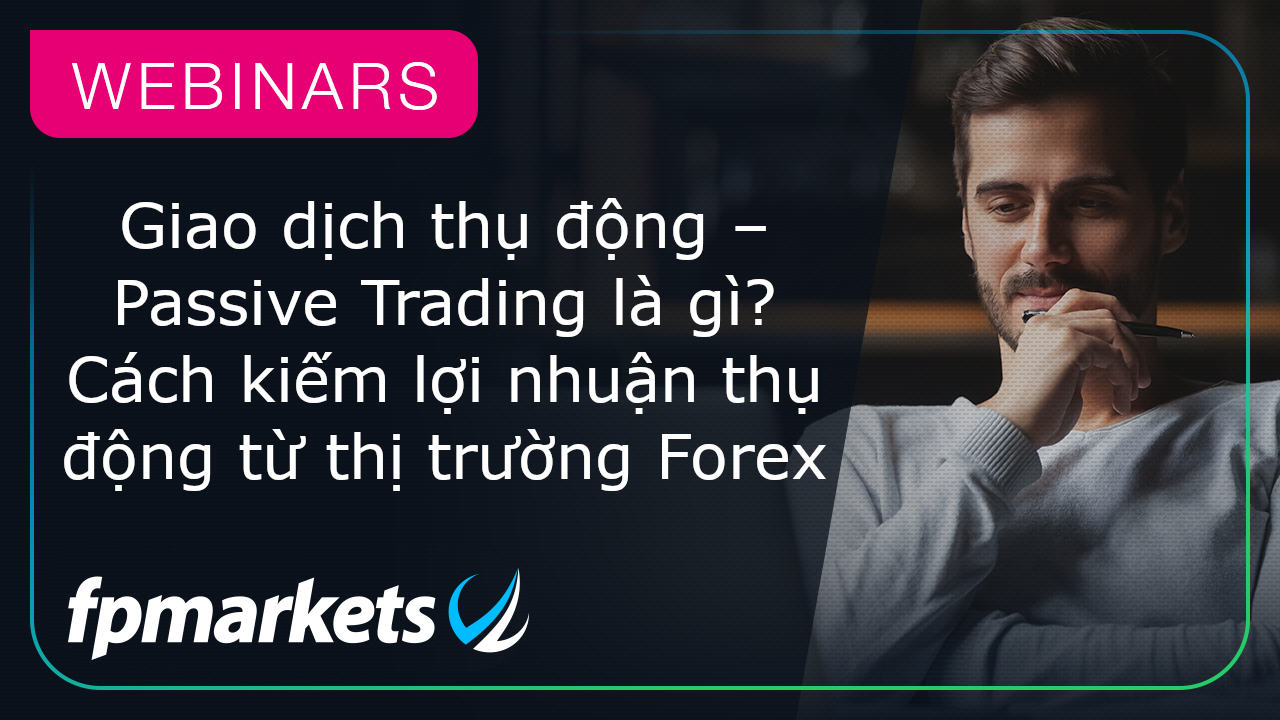 WEBINARS
Giao dịch thụ động –
Passive Trading là gì?
Cách kiếm lợi nhuận thụ
động từ thị trường Forex
fpmarkets